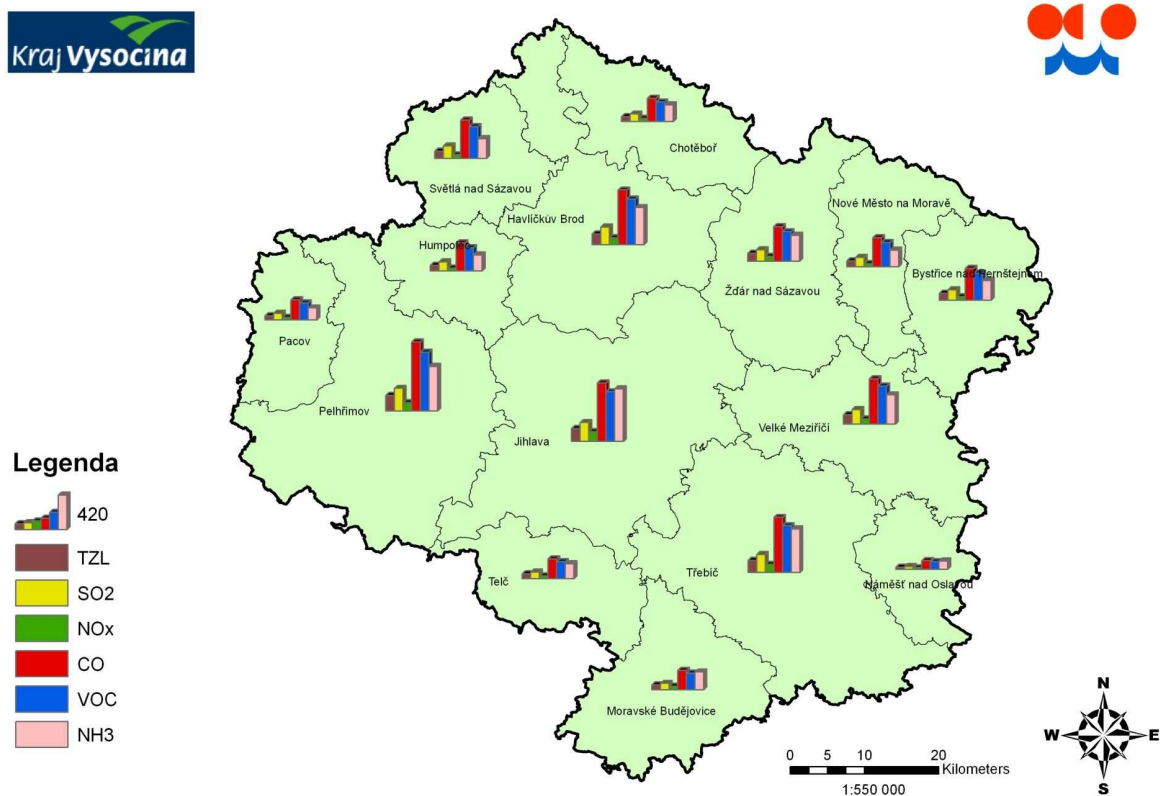 Kraj Vysočina
Chotěboř
Světlá nad Sázavou
Nové Město na Moravě
Havlíčkův Brod
Humpolec
Bystřice nad Pernštejnem
Žďár nad Sázavou
Pacov
Pelhřimov
Velké Meziříčí
Jihlava
Legenda
420
TZL
SO2
NOx
CO
VOC
NH3
Telč
Třebíč
Náměšť nad Oslavou
Moravské Budějovice
N
W
E
S
0 5 10 20
Kilometers
1:550 000